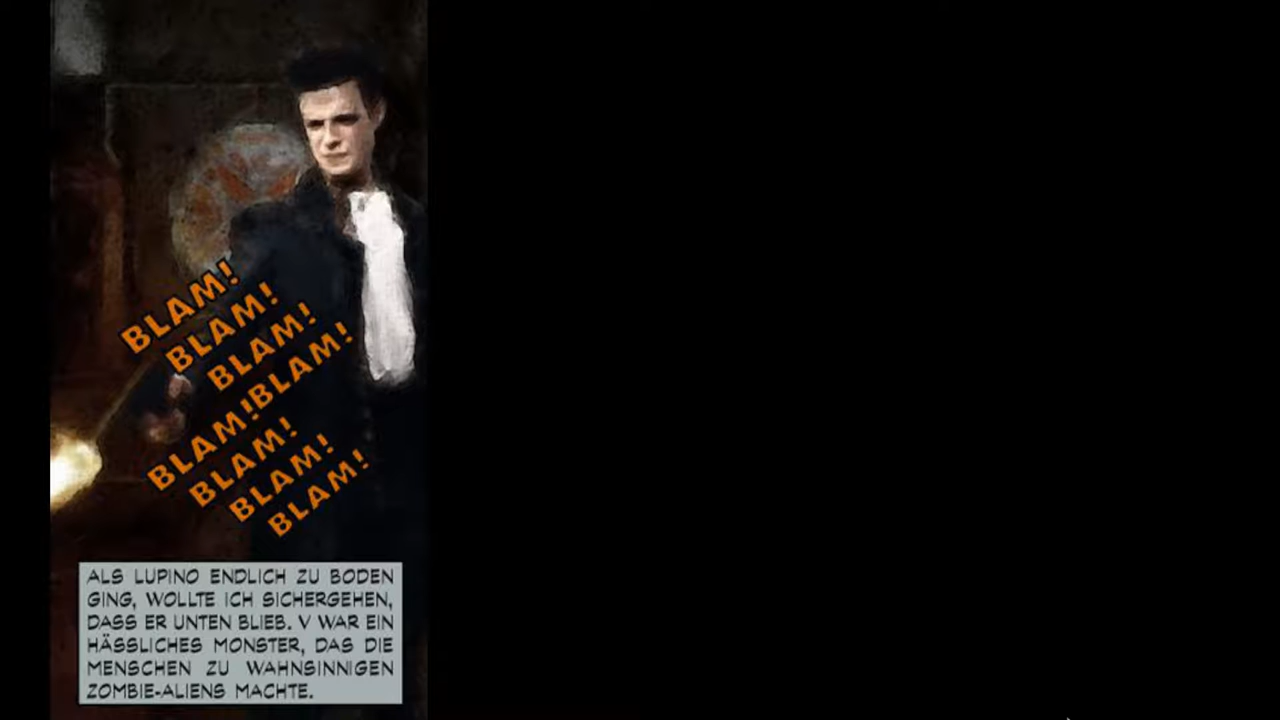 BLAM!
BLAM!
BLAM!
BLAM!
BLAM!
BLAM!
BLAM!
BLAM!
ALS LUPINO ENDLICH ZU BODEN
GING, WOLLTE ICH SICHERGEHEN,
DASS ER UNTEN BLIEB. V WAR EIN
HÄSSLICHES MONSTER, DAS DIE
MENSCHEN ZU WAHNSINNIGEN
ZOMBIE-ALIENS MACHTE.